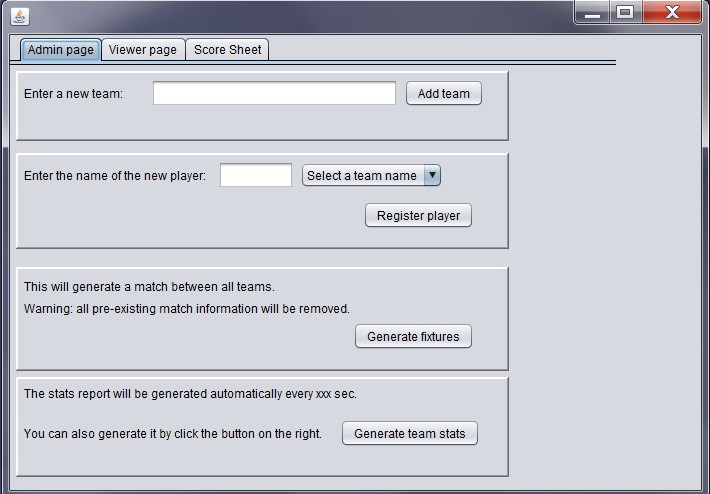 Admin page Viewer page Score Sheet
Enter a new team: Add team
Enter the name of the new player: Select a team name
Register player
This will generate a match between all teams.
Warning: all pre-existing match information will be removed.
Generate fixtures
The stats report will be generated automatically every xxx sec.
You can also generate it by click the button on the right. Generate team stats